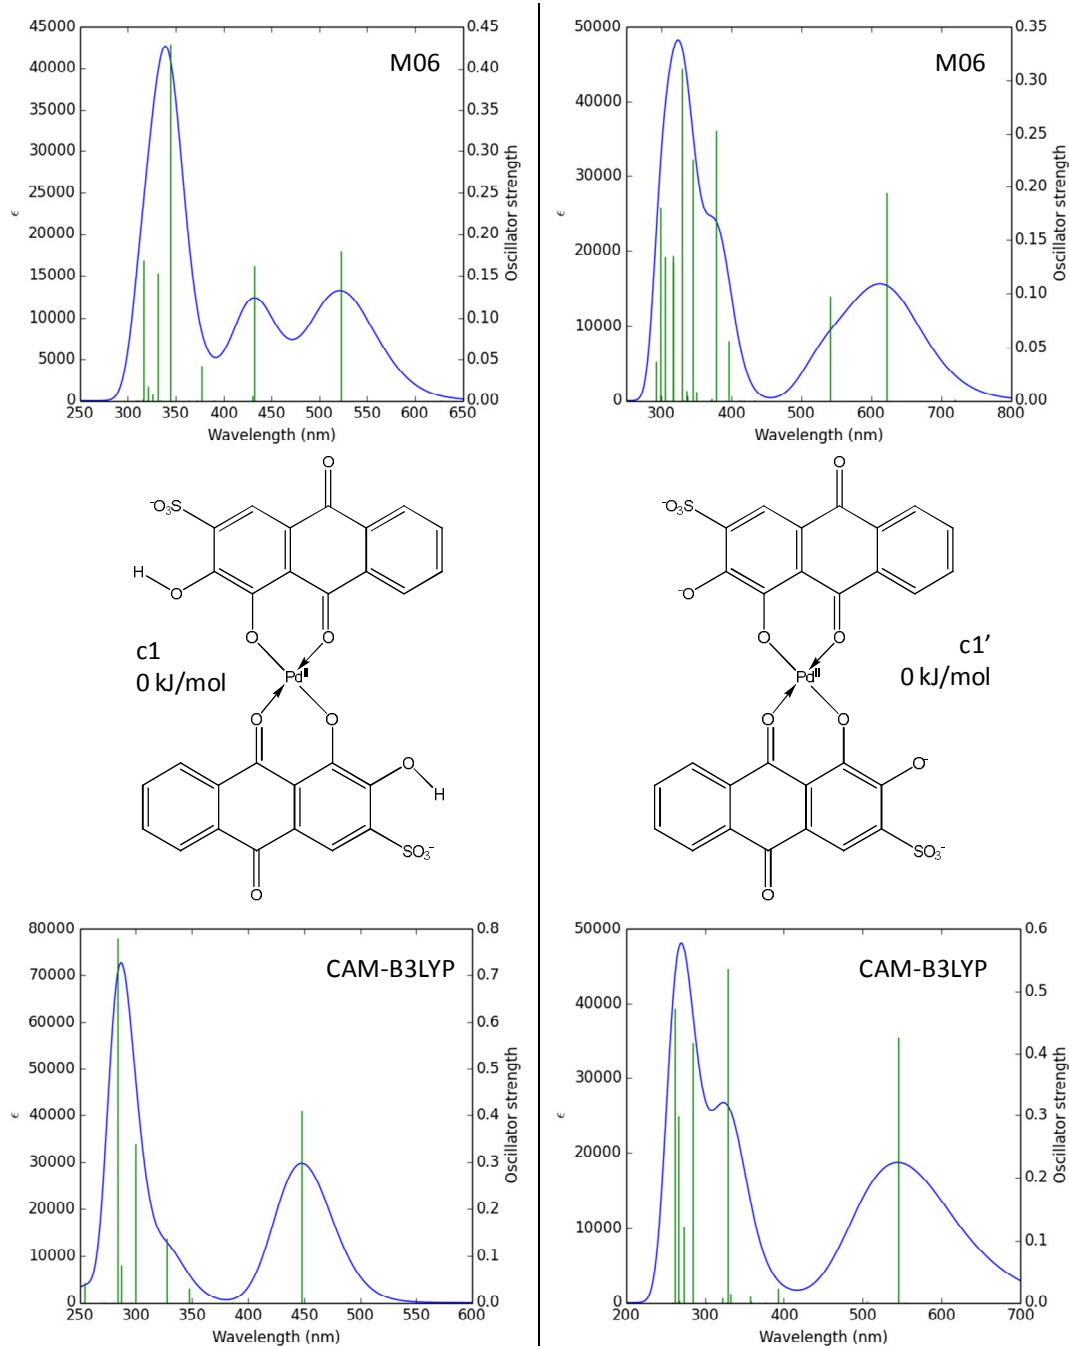 45000
40000
35000
30000
25000
20000
15000
10000
5000
0
ϵ
0.45
0.40
0.35
0.30
0.25
0.20
0.15
0.10
0.05
0.00
Oscillator strength
M06
250 300 350 400 450 500 550 600 650
Wavelength (nm)
50000
40000
30000
20000
10000
0
ϵ
0.35
0.30
0.25
0.20
0.15
0.10
0.05
0.00
Oscillator strength
M06
300 400 500 600 700 800
Wavelength (nm)
O
⁻O₃S
H
O
O
O
c1
0 kJ/mol
Pdᴵᴵ
O
O
O
H
SO₃⁻
O
O
⁻O₃S
⁻O
O
O
c1’
0 kJ/mol
Pdᴵᴵ
O
O
O⁻
SO₃⁻
O
80000
70000
60000
50000
40000
30000
20000
10000
0
ϵ
0.8
0.7
0.6
0.5
0.4
0.3
0.2
0.1
0.0
Oscillator strength
CAM-B3LYP
250 300 350 400 450 500 550 600
Wavelength (nm)
50000
40000
30000
20000
10000
0
ϵ
0.6
0.5
0.4
0.3
0.2
0.1
0.0
Oscillator strength
CAM-B3LYP
200 300 400 500 600 700
Wavelength (nm)